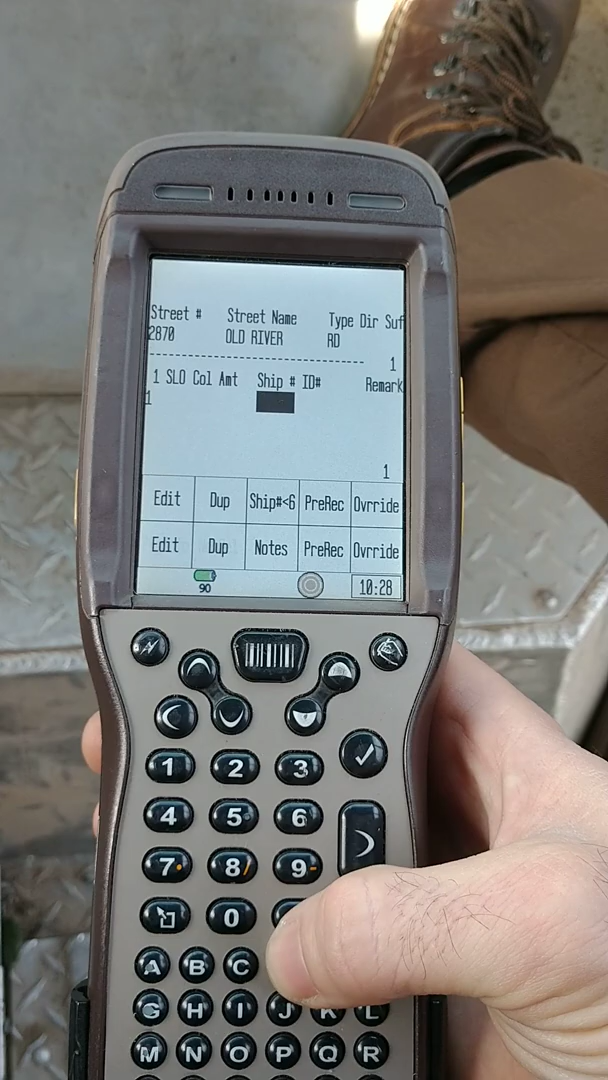 Street # Street Name Type Dir Suf
2870 OLD RIVER RD
1
1 SLO Col Amt Ship # ID# Remark
1
1
Edit Dup Ship#<6 PreRec Ovrride
Edit Dup Notes PreRec Ovrride
90 10:28
1 2 3
4 5 6
7. 8/ 9-
0
A B C
G H I J K L
M N O P Q R